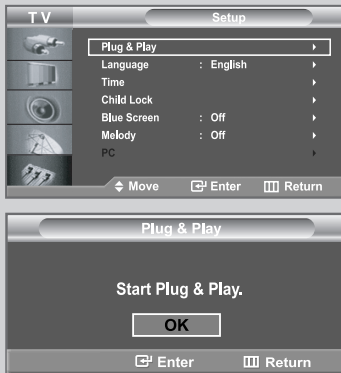 TV Setup
Plug & Play
Language : English
Time
Child Lock
Blue Screen : Off
Melody : Off
PC
Move Enter Return
Plug & Play
Start Plug & Play.
OK
Enter Return